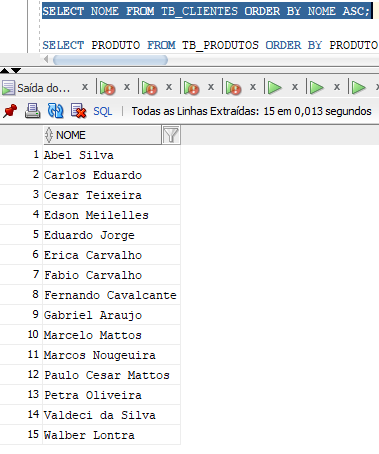 SELECT NOME FROM TB_CLIENTES ORDER BY NOME ASC;
SELECT PRODUTO FROM TB_PRODUTOS ORDER BY PRODUTO
Saída do... x x x x x x x
SQL | Todas as Linhas Extraídas: 15 em 0,013 segundos
NOME
1 Abel Silva
2 Carlos Eduardo
3 Cesar Teixeira
4 Edson Meilelles
5 Eduardo Jorge
6 Erica Carvalho
7 Fabio Carvalho
8 Fernando Cavalcante
9 Gabriel Araujo
10 Marcelo Mattos
11 Marcos Nougeuira
12 Paulo Cesar Mattos
13 Petra Oliveira
14 Valdeci da Silva
15 Walber Lontra